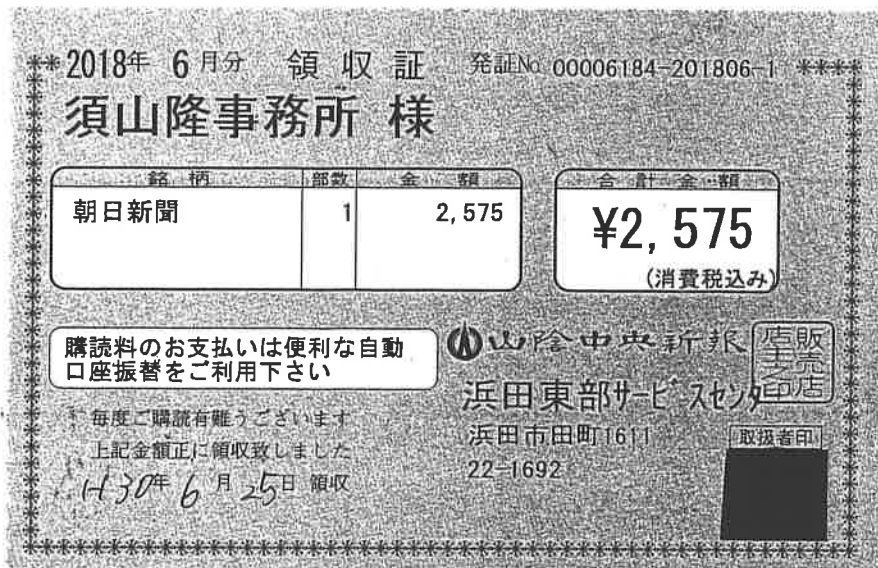 2018年 6月分 領収証 発証No 00006184-201806-1
須山隆事務所 様
銘柄 部数 金額 合計金額
朝日新聞 1 2,575 ¥2,575
(消費税込み)
購読料のお支払いは便利な自動
口座振替をご利用下さい
山陰中央新報
販売店主之印
浜田東部サービスセンター
毎度ご購読有難うございます
浜田市田町1611
取扱者印
上記金額正に領収致しました
22-1692
H30年 6月 25日 領収